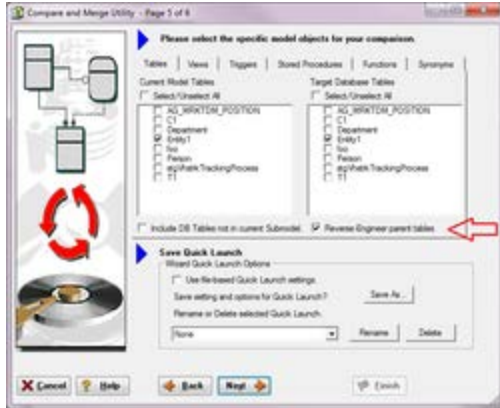 Compare and Merge Utility - Page 5 of 6
Please select the specific model objects for your comparison.
Tables | Views | Triggers | Stored Procedures | Functions | Synonyms
Current Model Tables
Target Database Tables
Select/Unselect All
Select/Unselect All
AG_MRKTDM_POSITION
AG_MRKTDM_POSITION
C1
C1
Department
Department
Entity1
Entity1
foo
foo
Person
Person
T1
T1
Include DB Tables not in current Submodel.
Reverse Engineer parent tables
Save Quick Launch
Wizard Quick Launch Options
Use file-based Quick Launch settings.
Save setting and options for Quick Launch?
Save As...
Rename or Delete selected Quick Launch.
None
Rename
Delete
Cancel
Help
Back
Next
Finish